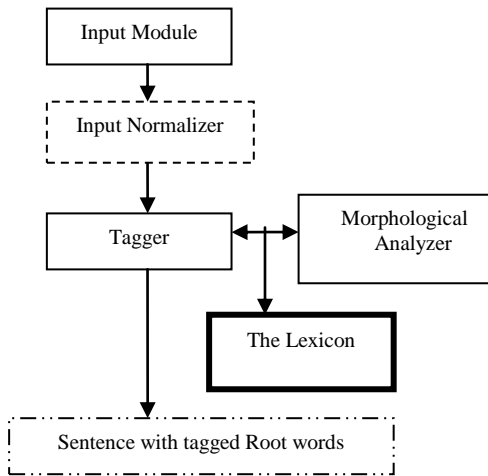 Input Module
Input Normalizer
Tagger
Morphological
Analyzer
The Lexicon
Sentence with tagged Root words